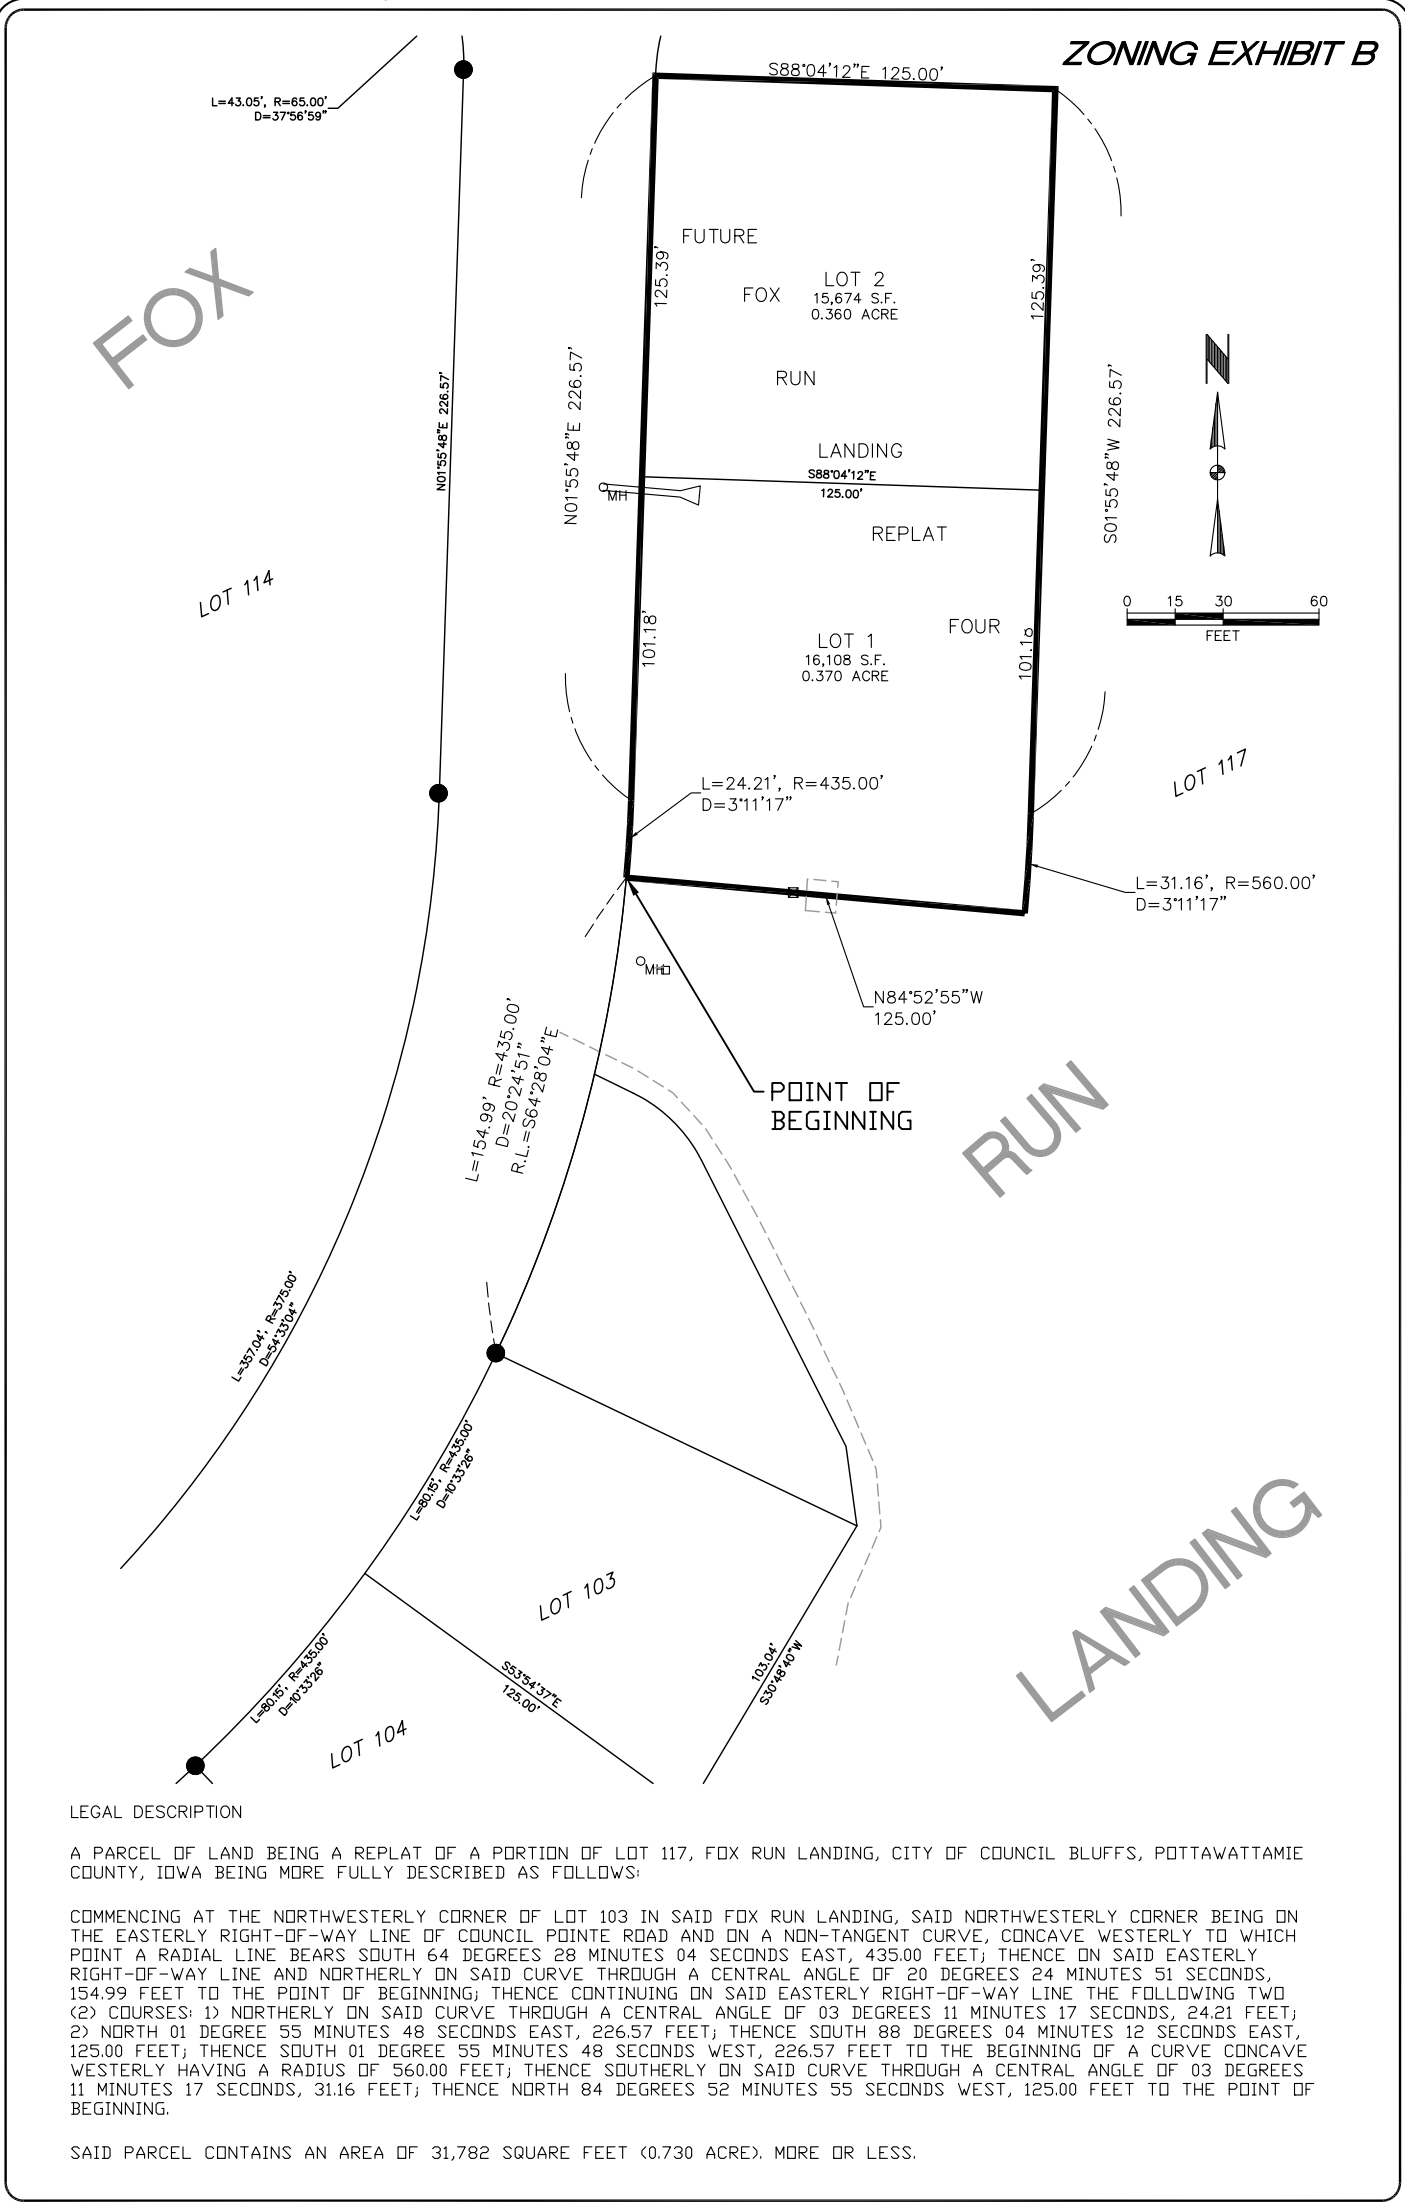 ZONING EXHIBIT B
S88°04'12"E 125.00'
L=43.05', R=65.00'
D=37°56'59"
FOX
FUTURE
LOT 2
15,674 S.F.
0.360 ACRE
FOX
125.39'
125.39'
RUN
N01°55'48"E 226.57'
N01°55'48"E 226.57'
S01°55'48"W 226.57'
N
LANDING
S88°04'12"E
125.00'
MH
REPLAT
LOT 114
0 15 30 60
FEET
FOUR
LOT 1
16,108 S.F.
0.370 ACRE
101.18'
101.18'
LOT 117
L=24.21', R=435.00'
D=3°11'17"
L=31.16', R=560.00'
D=3°11'17"
MH
N84°52'55"W
125.00'
L=154.99' R=435.00'
D=20°24'51"
R.L.=S64°28'04"E
POINT OF
BEGINNING
RUN
L=357.04', R=375.00'
D=54°33'04"
L=80.15', R=435.00'
D=10°33'26"
LANDING
LOT 103
103.04'
S30°48'40"W
S53°54'37"E
125.00'
L=80.15', R=435.00'
D=10°33'26"
LOT 104
LEGAL DESCRIPTION
A PARCEL OF LAND BEING A REPLAT OF A PORTION OF LOT 117, FOX RUN LANDING, CITY OF COUNCIL BLUFFS, POTTAWATTAMIE
COUNTY, IOWA BEING MORE FULLY DESCRIBED AS FOLLOWS:
COMMENCING AT THE NORTHWESTERLY CORNER OF LOT 103 IN SAID FOX RUN LANDING, SAID NORTHWESTERLY CORNER BEING ON
THE EASTERLY RIGHT-OF-WAY LINE OF COUNCIL POINTE ROAD AND ON A NON-TANGENT CURVE, CONCAVE WESTERLY TO WHICH
POINT A RADIAL LINE BEARS SOUTH 64 DEGREES 28 MINUTES 04 SECONDS EAST, 435.00 FEET; THENCE ON SAID EASTERLY
RIGHT-OF-WAY LINE AND NORTHERLY ON SAID CURVE THROUGH A CENTRAL ANGLE OF 20 DEGREES 24 MINUTES 51 SECONDS,
154.99 FEET TO THE POINT OF BEGINNING; THENCE CONTINUING ON SAID EASTERLY RIGHT-OF-WAY LINE THE FOLLOWING TWO
(2) COURSES: 1) NORTHERLY ON SAID CURVE THROUGH A CENTRAL ANGLE OF 03 DEGREES 11 MINUTES 17 SECONDS, 24.21 FEET;
2) NORTH 01 DEGREE 55 MINUTES 48 SECONDS EAST, 226.57 FEET; THENCE SOUTH 88 DEGREES 04 MINUTES 12 SECONDS EAST,
125.00 FEET; THENCE SOUTH 01 DEGREE 55 MINUTES 48 SECONDS WEST, 226.57 FEET TO THE BEGINNING OF A CURVE CONCAVE
WESTERLY HAVING A RADIUS OF 560.00 FEET; THENCE SOUTHERLY ON SAID CURVE THROUGH A CENTRAL ANGLE OF 03 DEGREES
11 MINUTES 17 SECONDS, 31.16 FEET; THENCE NORTH 84 DEGREES 52 MINUTES 55 SECONDS WEST, 125.00 FEET TO THE POINT OF
BEGINNING.
SAID PARCEL CONTAINS AN AREA OF 31,782 SQUARE FEET (0.730 ACRE). MORE OR LESS.